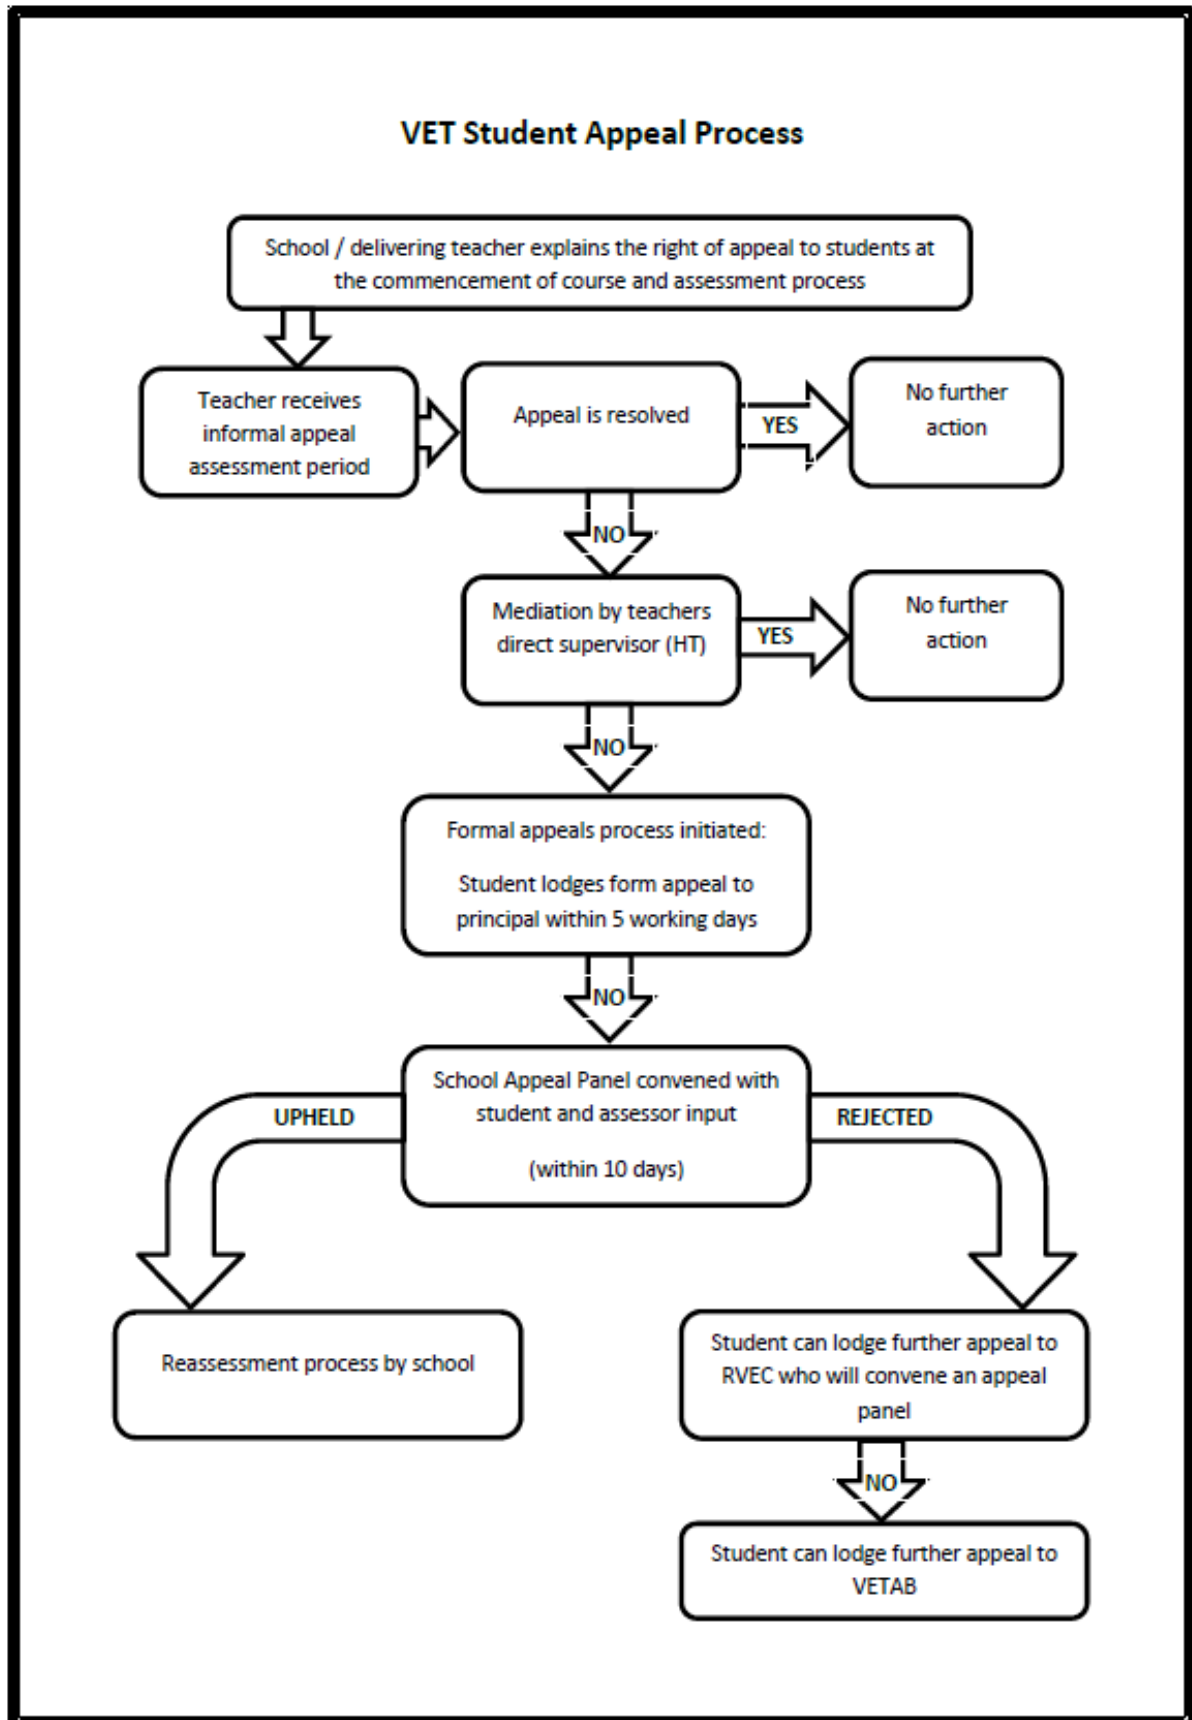 VET Student Appeal Process
School / delivering teacher explains the right of appeal to students at
the commencement of course and assessment process
Teacher receives
informal appeal
assessment period
Appeal is resolved
YES
No further
action
NO
Mediation by teachers
direct supervisor (HT)
YES
No further
action
NO
Formal appeals process initiated:
Student lodges form appeal to
principal within 5 working days
NO
School Appeal Panel convened with
student and assessor input
(within 10 days)
UPHELD
REJECTED
Reassessment process by school
Student can lodge further appeal to
RVEC who will convene an appeal
panel
NO
Student can lodge further appeal to
VETAB